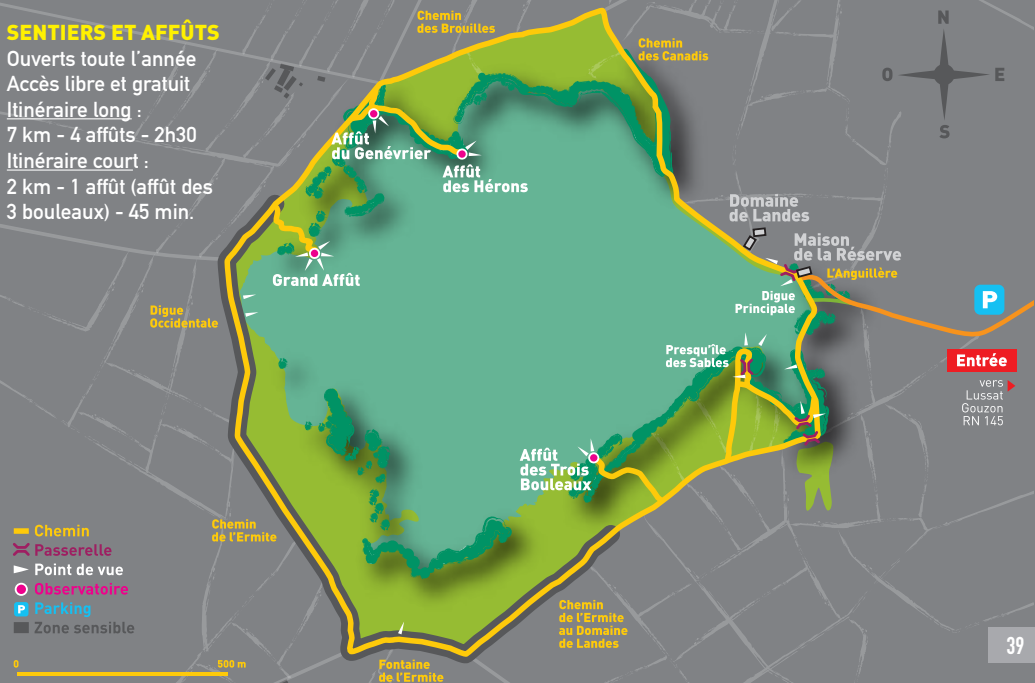 SENTIERS ET AFFÛTS
Ouverts toute l'année
Accès libre et gratuit
Itinéraire long :
7 km - 4 affûts - 2h30
Itinéraire court :
2 km - 1 affût (affût des
3 bouleaux) - 45 min.
Chemin
des Brouilles
Chemin
des Canadis
N
O
E
S
Affût
du Genévrier
Affût
des Hérons
Domaine
de Landes
Maison
de la Réserve
L'Anguillère
Grand Affût
Digue
Principale
P
Digue
Occidentale
Presqu'île
des Sables
Entrée
vers
Lussat
Gouzon
RN 145
Affût
des Trois
Bouleaux
Chemin
de l'Ermite
Chemin
Passerelle
Point de vue
Observatoire
P Parking
Zone sensible
Chemin
de l'Ermite
au Domaine
de Landes
39
0
500 m
Fontaine
de l'Ermite